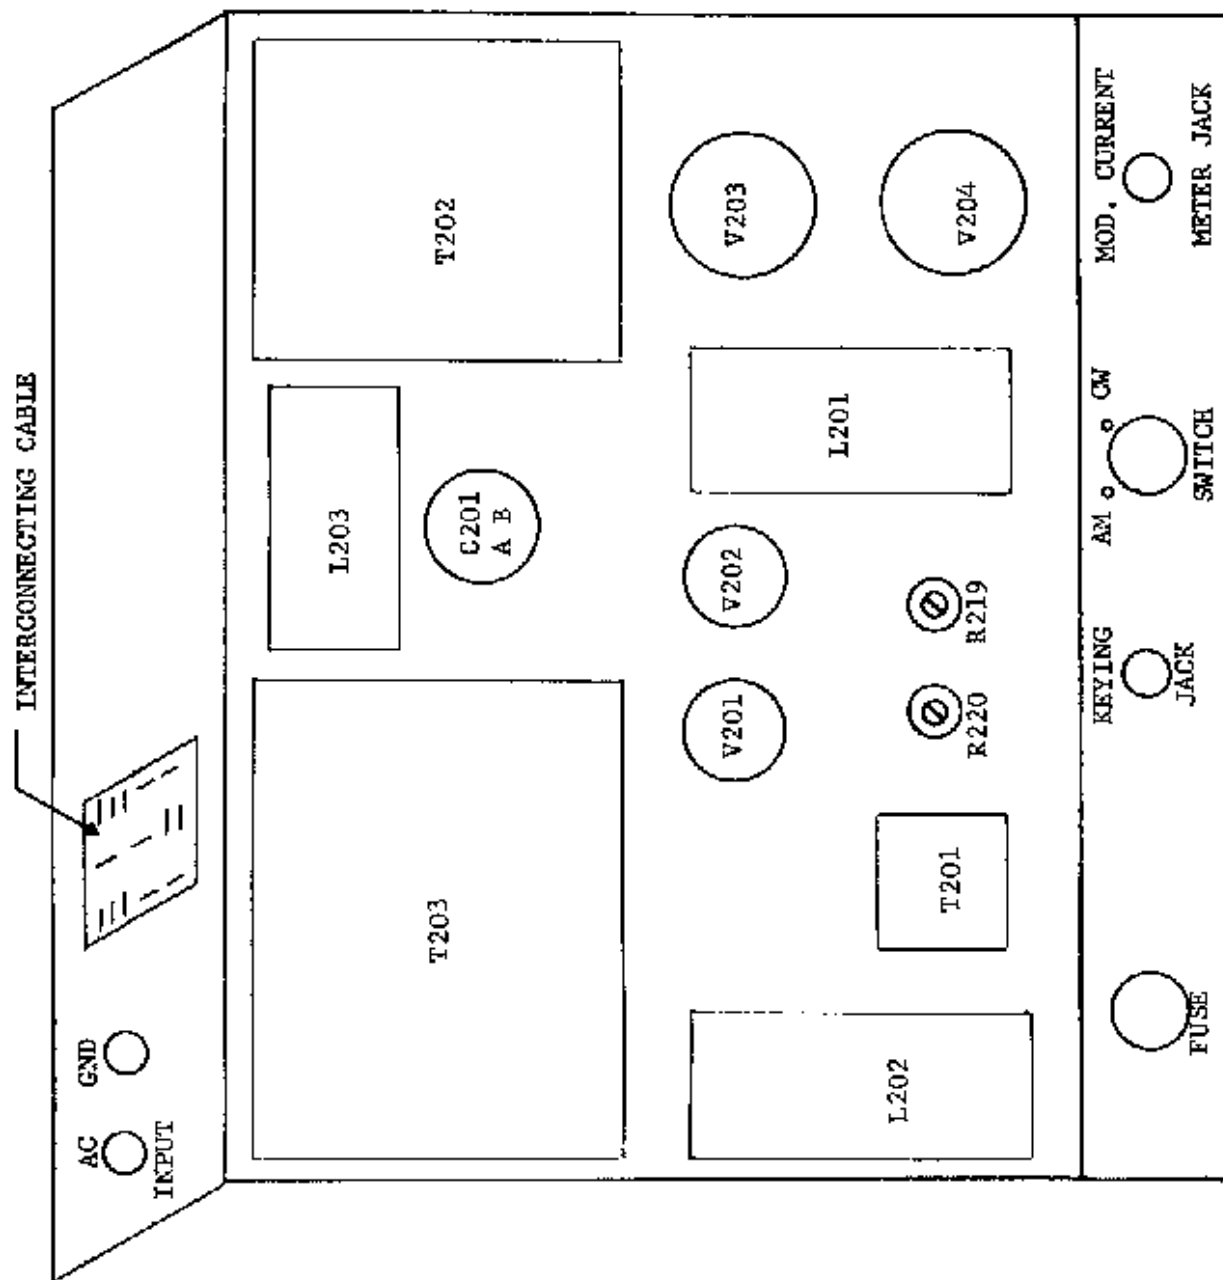 INTERCONNECTING CABLE
AC
GND
INPUT
T203
L203
T202
C201
A B
V201
V202
L201
V203
V204
L202
T201
R220
R219
FUSE
KEYING
JACK
AM
CW
SWITCH
MOD. CURRENT
METER JACK